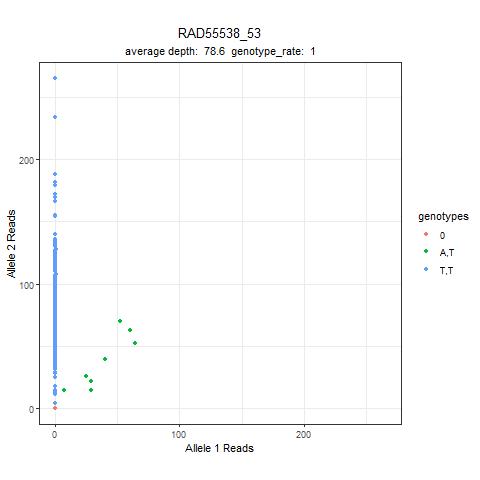 RAD55538_53
average depth: 78.6 genotype_rate: 1
Allele 2 Reads
200
100
0
0 100 200
Allele 1 Reads
genotypes
0
A,T
T,T